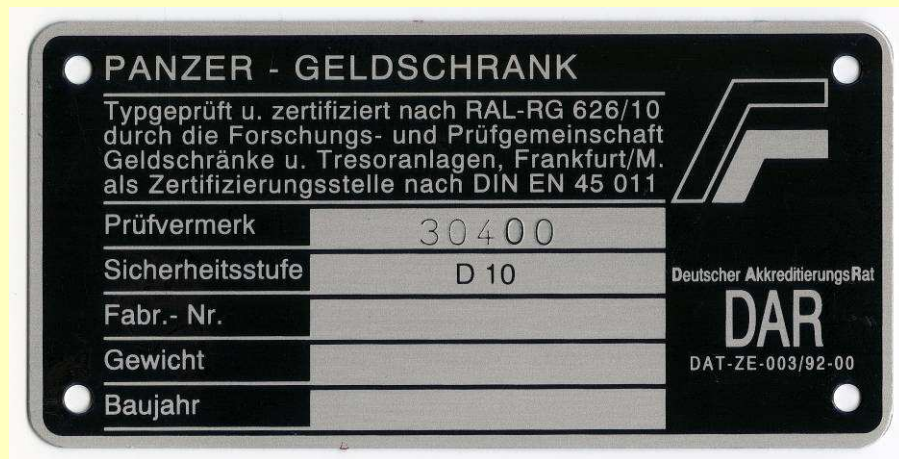 PANZER - GELDSCHRANK
Typgeprüft u. zertifiziert nach RAL-RG 626/10
durch die Forschungs- und Prüfgemeinschaft
Geldschränke u. Tresoranlagen, Frankfurt/M.
als Zertifizierungsstelle nach DIN EN 45 011
Prüfvermerk 30400
Sicherheitsstufe D 10
Fabr.- Nr.
Gewicht
Baujahr
Deutscher AkkreditierungsRat
DAR
DAT-ZE-003/92-00